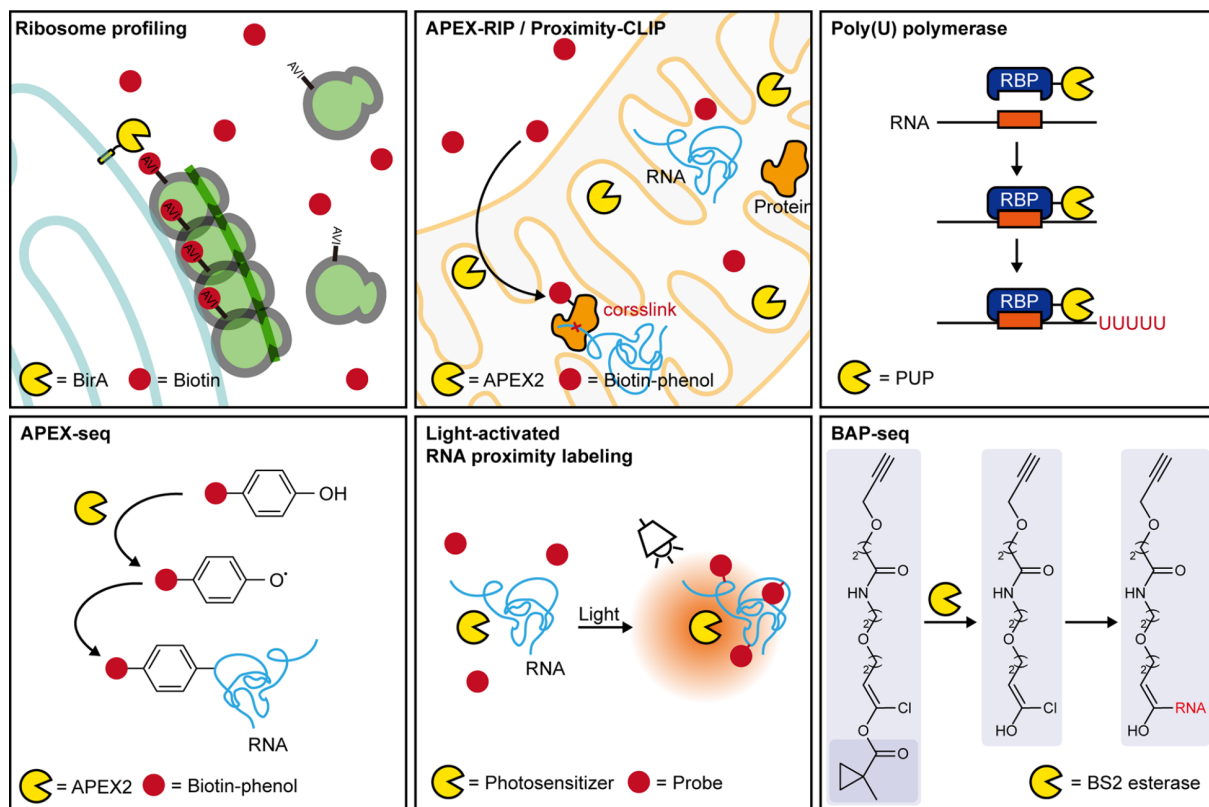 Ribosome profiling
AVI
AVI
AVI
AVI
AVI
AVI
= BirA
= Biotin
APEX-RIP / Proximity-CLIP
RNA
Protein
corsslink
= APEX2
= Biotin-phenol
Poly(U) polymerase
RBP
RNA
RBP
RBP
UUUUU
= PUP
APEX-seq
OH
O•
RNA
= APEX2
= Biotin-phenol
Light-activated
RNA proximity labeling
Light
RNA
= Photosensitizer
= Probe
BAP-seq
O
2
O
HN
2
O
2
Cl
O
O
O
2
O
HN
2
O
2
Cl
HO
O
2
O
HN
2
O
2
RNA
HO
= BS2 esterase